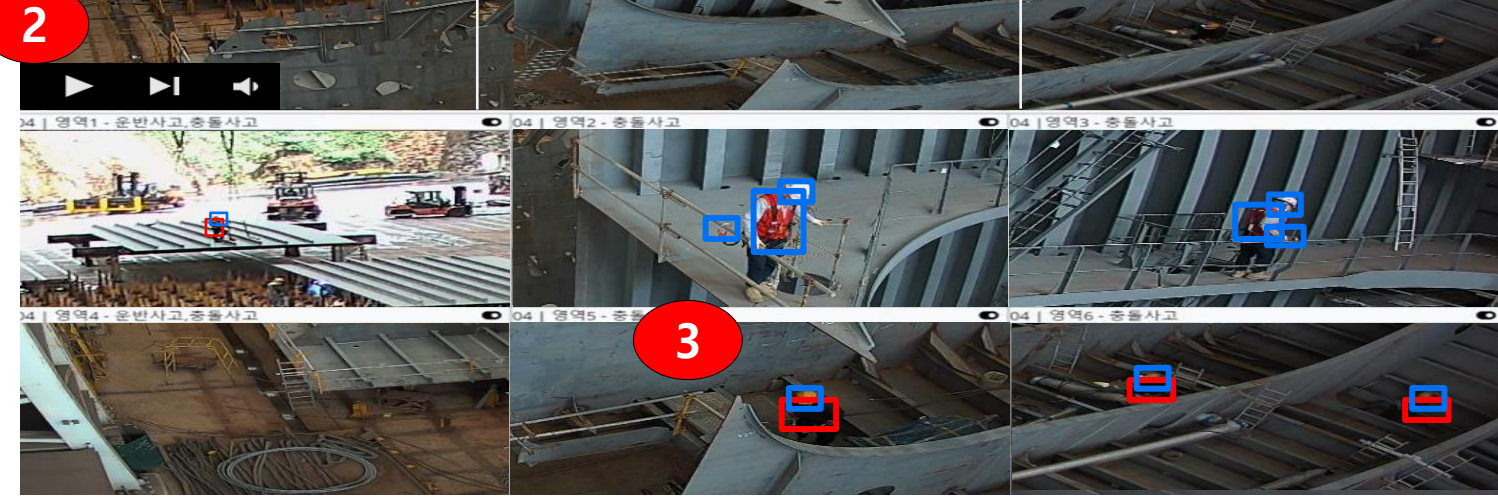 2
04 | 영역1 - 운반사고,충돌사고
04 | 영역2 - 충돌사고
04 | 영역3 - 충돌사고
04 | 영역4 - 운반사고,충돌사고
04 | 영역5 - 충돌
04 | 영역6 - 충돌사고
3